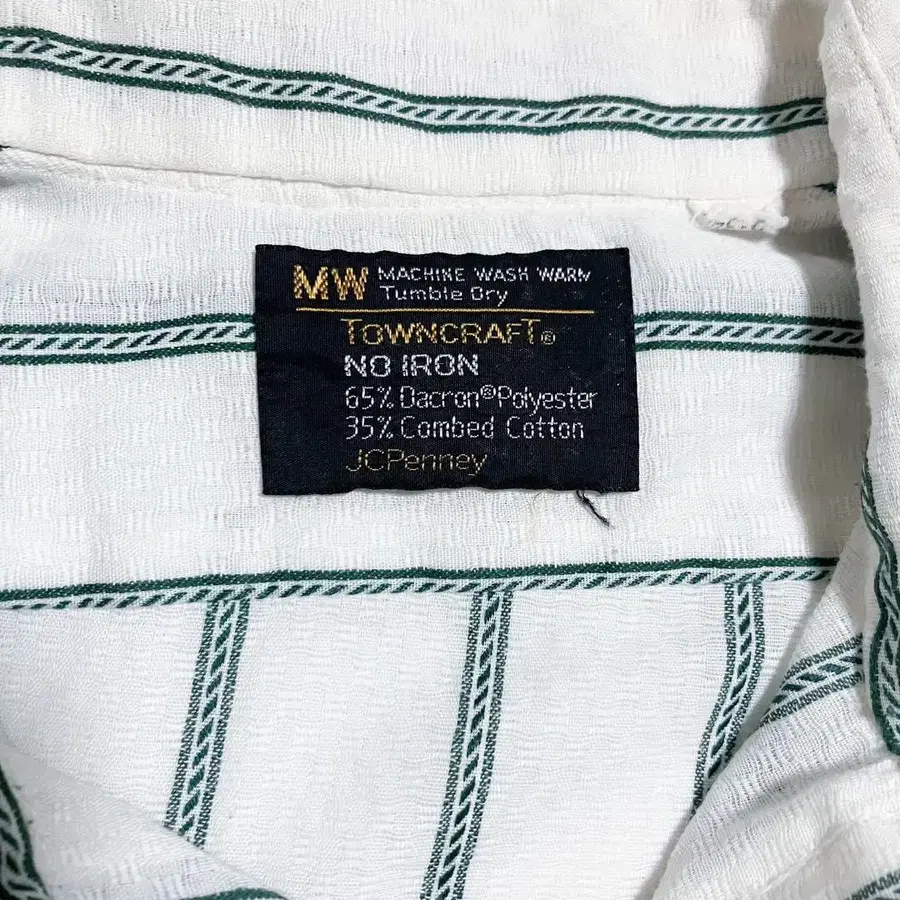 MW MACHINE WASH WARM
Tumble Dry
TOWNCRAFT®
NO IRON
65% Dacron® Polyester
35% Combed Cotton
JCPenney